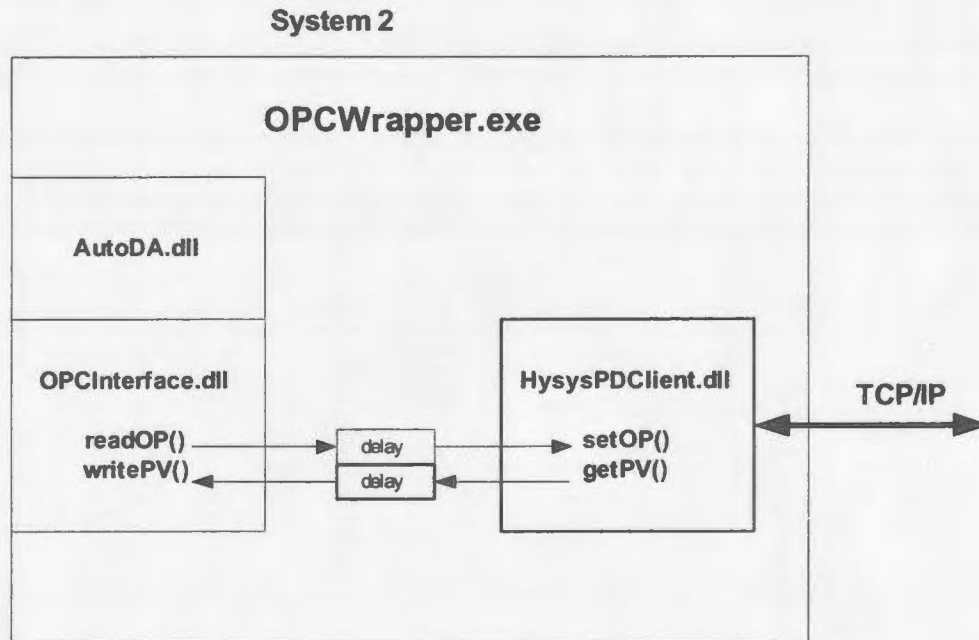 System 2
OPCWrapper.exe
AutoDA.dll
OPCInterface.dll
readOP()
writePV()
delay
delay
HysysPDClient.dll
setOP()
getPV()
TCP/IP